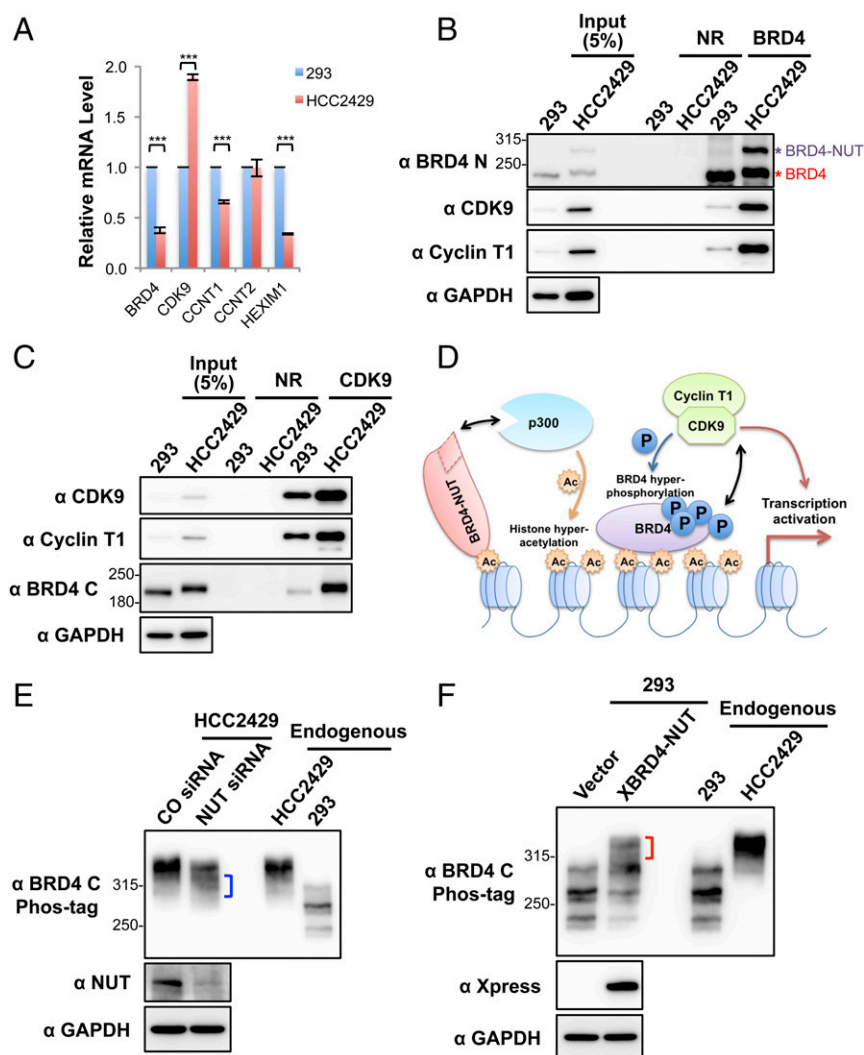 A
Relative mRNA Level
2.0
1.5
1.0
0.5
0.0
***
***
***
***
293
HCC2429
BRD4
CDK9
CCNT1
CCNT2
HEXIM1
B
Input
(5%)
NR
BRD4
293
HCC2429
293
HCC2429
293
HCC2429
315-
250-
α BRD4 N
* BRD4-NUT
* BRD4
α CDK9
α Cyclin T1
α GAPDH
C
Input
(5%)
NR
CDK9
293
HCC2429
293
HCC2429
293
HCC2429
α CDK9
α Cyclin T1
250-
α BRD4 C
180-
α GAPDH
D
Cyclin T1
CDK9
p300
P
BRD4-NUT
Ac
BRD4 hyper-
phosphorylation
P
P
P
P
P
Histone hyper-
acetylation
BRD4
Transcription
activation
Ac
Ac
Ac
Ac
Ac
Ac
Ac
Ac
E
HCC2429
Endogenous
CO siRNA
NUT siRNA
HCC2429
293
α BRD4 C
Phos-tag
315-
250-
α NUT
α GAPDH
F
293
Endogenous
Vector
XBRD4-NUT
293
HCC2429
α BRD4 C
Phos-tag
315-
250-
α Xpress
α GAPDH